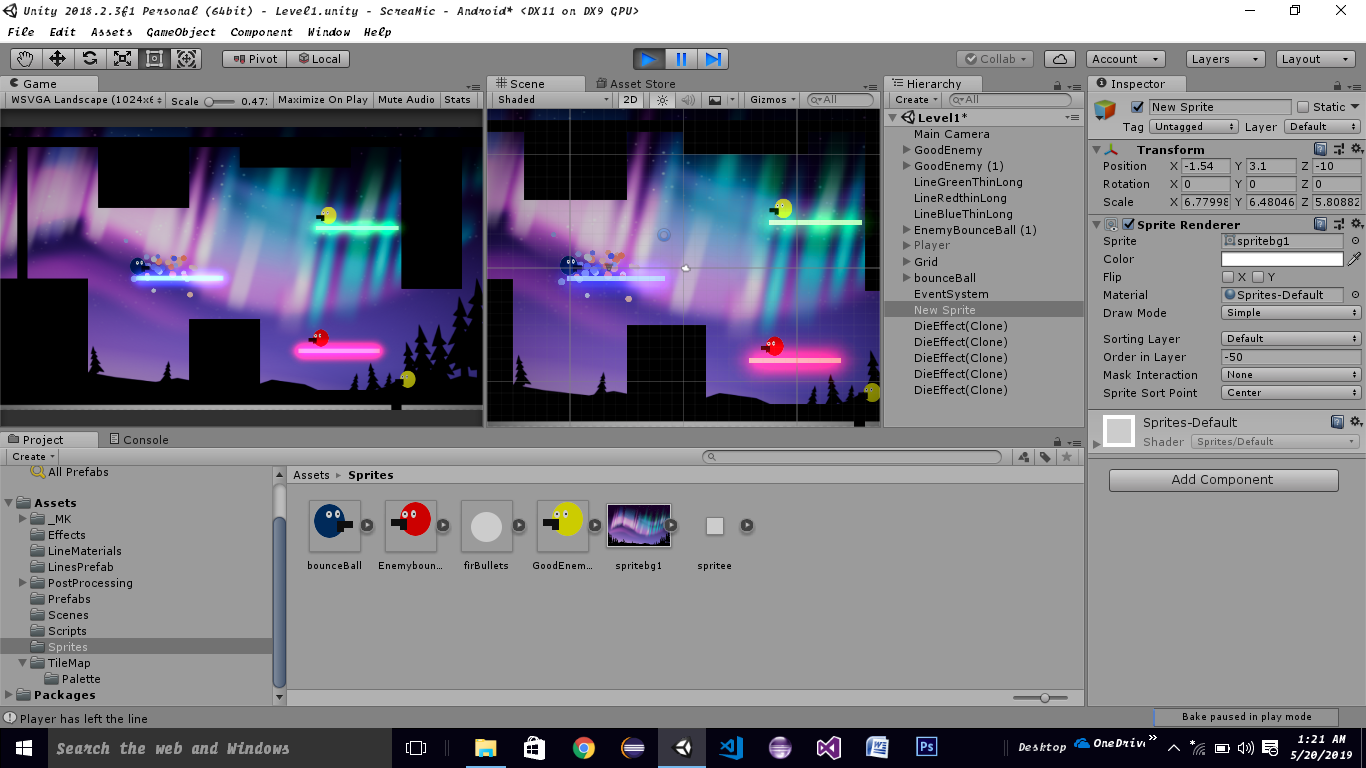 Unity 2018.2.3f1 Personal (64bit) - Level1.unity - ScreaMic - Android* <DX11 on DX9 GPU>
File Edit Assets GameObject Component Window Help
Pivot Local Collab Account Layers Layout
Game Scene Asset Store Hierarchy Inspector
WSVGA Landscape (1024x6 Scale 0.47: Maximize On Play Mute Audio Stats
Shaded 2D Gizmos All
Create All
Level1*
Main Camera
GoodEnemy
GoodEnemy (1)
LineGreenThinLong
LineRedthinLong
LineBlueThinLong
EnemyBounceBall (1)
Player
Grid
bounceBall
EventSystem
New Sprite
DieEffect(Clone)
DieEffect(Clone)
DieEffect(Clone)
DieEffect(Clone)
DieEffect(Clone)
New Sprite Static
Tag Untagged Layer Default
Transform
Position X -1.54 Y 3.1 Z -10
Rotation X 0 Y 0 Z 0
Scale X 6.77998 Y 6.48046 Z 5.80882
Sprite Renderer
Sprite spritebg1
Color
Flip X Y
Material Sprites-Default
Draw Mode Simple
Sorting Layer Default
Order in Layer -50
Mask Interaction None
Sprite Sort Point Center
Sprites-Default
Shader Sprites/Default
Add Component
Project Console
Create
All Prefabs
Assets
_MK
Effects
LineMaterials
LinesPrefab
PostProcessing
Prefabs
Scenes
Scripts
Sprites
TileMap
Palette
Packages
Assets Sprites
bounceBall Enemyboun... firBullets GoodEnem... spritebg1 spritee
Player has left the line
Bake paused in play mode
Search the web and Windows
Ps
Desktop OneDrive
1:21 AM
5/20/2019